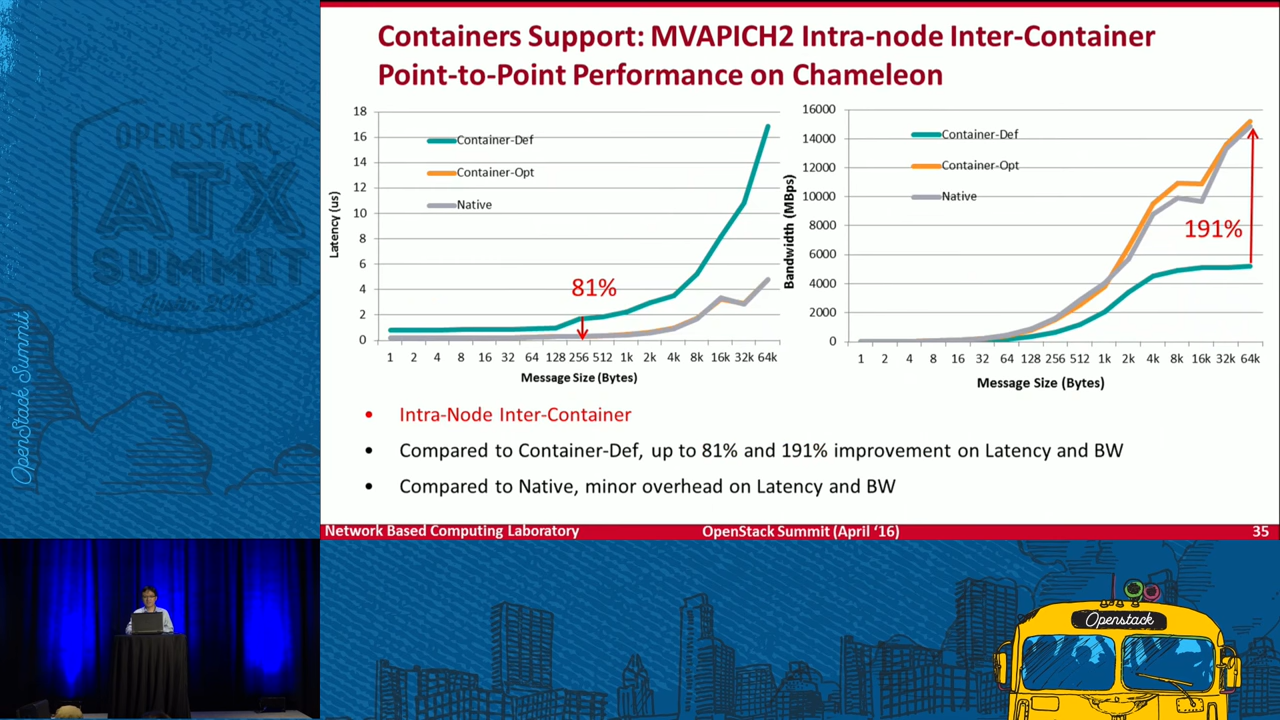 Containers Support: MVAPICH2 Intra-node Inter-Container
Point-to-Point Performance on Chameleon
18
16
14
12
10
8
6
4
2
0
Latency (us)
Container-Def
Container-Opt
Native
81%
1 2 4 8 16 32 64 128 256 512 1k 2k 4k 8k 16k 32k 64k
Message Size (Bytes)
16000
14000
12000
10000
8000
6000
4000
2000
0
Bandwidth (MBps)
Container-Def
Container-Opt
Native
191%
1 2 4 8 16 32 64 128 256 512 1k 2k 4k 8k 16k 32k 64k
Message Size (Bytes)
• Intra-Node Inter-Container
• Compared to Container-Def, up to 81% and 191% improvement on Latency and BW
• Compared to Native, minor overhead on Latency and BW
Network Based Computing Laboratory
OpenStack Summit (April ‘16)
35
OPENSTACK
ATX
SUMMIT
OpenStack Summit
Openstack